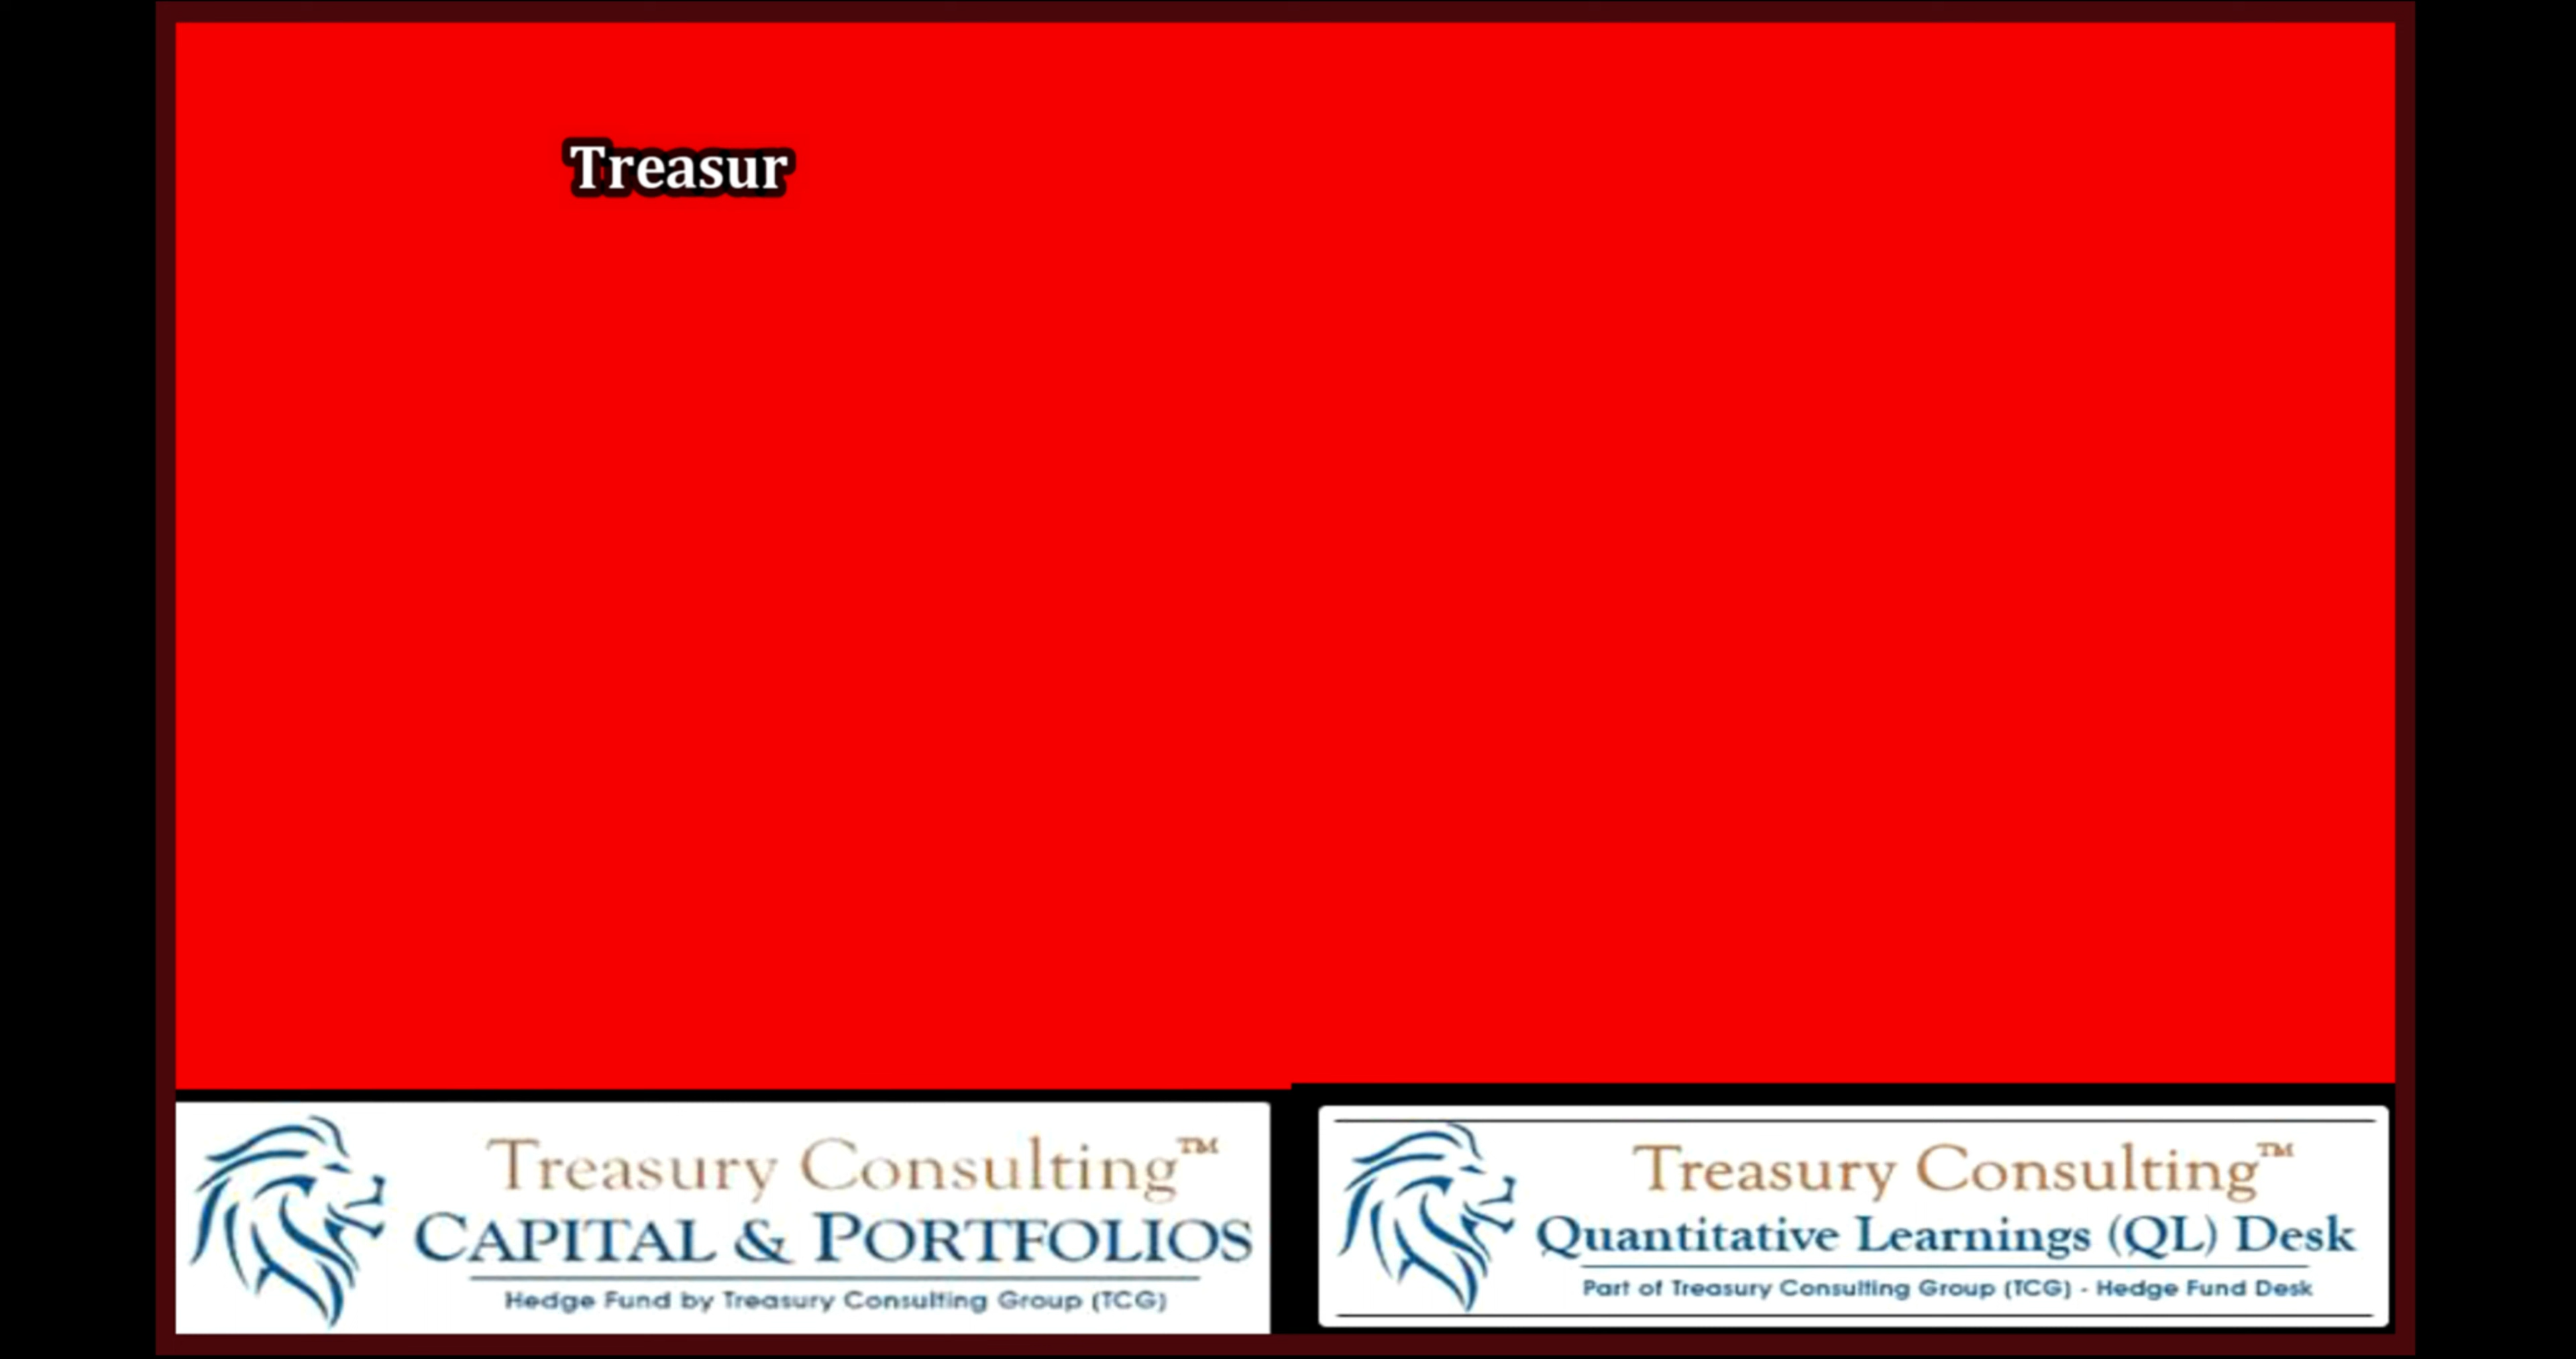 Treasur
Treasury Consulting™
CAPITAL & PORTFOLIOS
Hedge Fund by Treasury Consulting Group (TCG)
Treasury Consulting™
Quantitative Learnings (QL) Desk
Part of Treasury Consulting Group (TCG) - Hedge Fund Desk